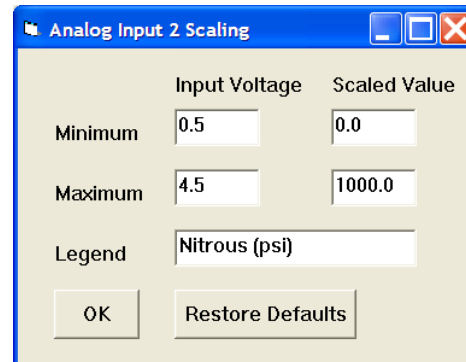 Analog Input 2 Scaling
Input Voltage Scaled Value
Minimum 0.5 0.0
Maximum 4.5 1000.0
Legend Nitrous (psi)
OK Restore Defaults